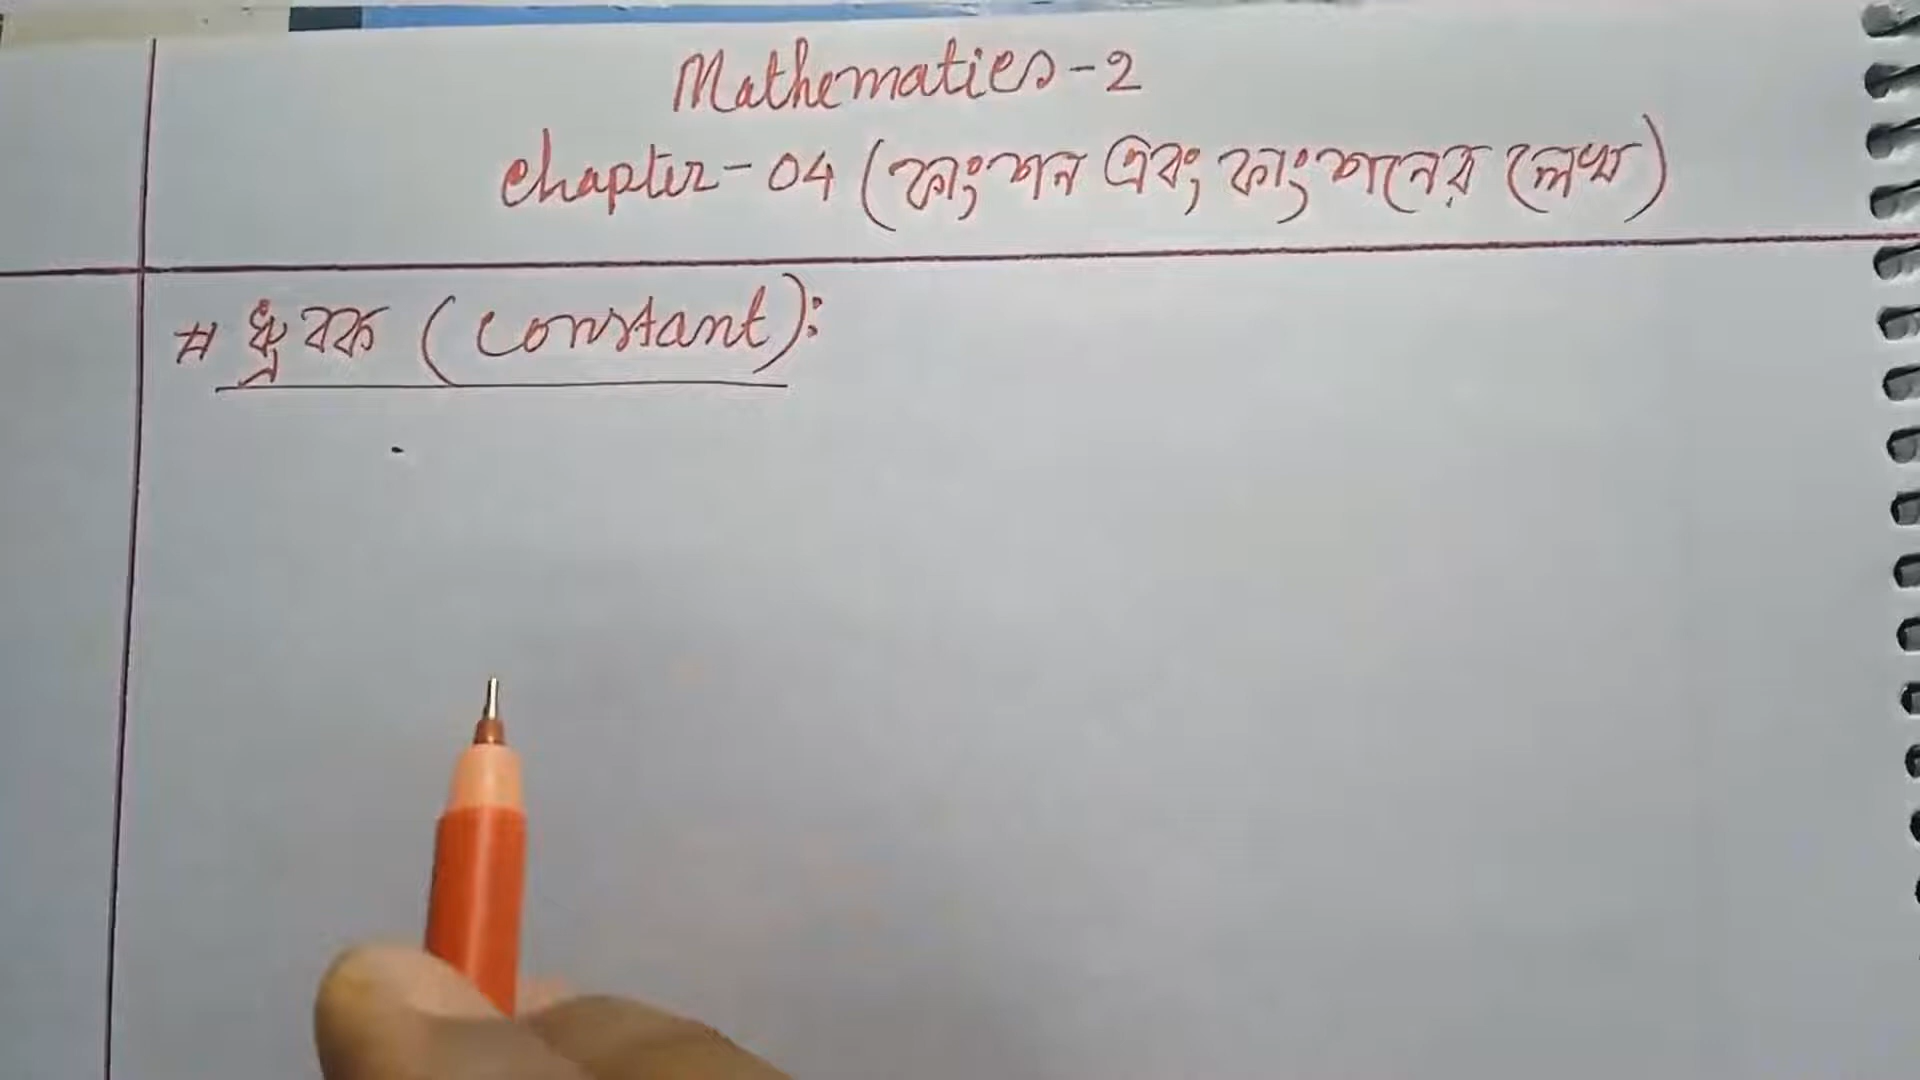 Mathematics-2
chapter-04 (ফাংশন এবং ফাংশনের লেখ)
# ধ্রুবক (constant):